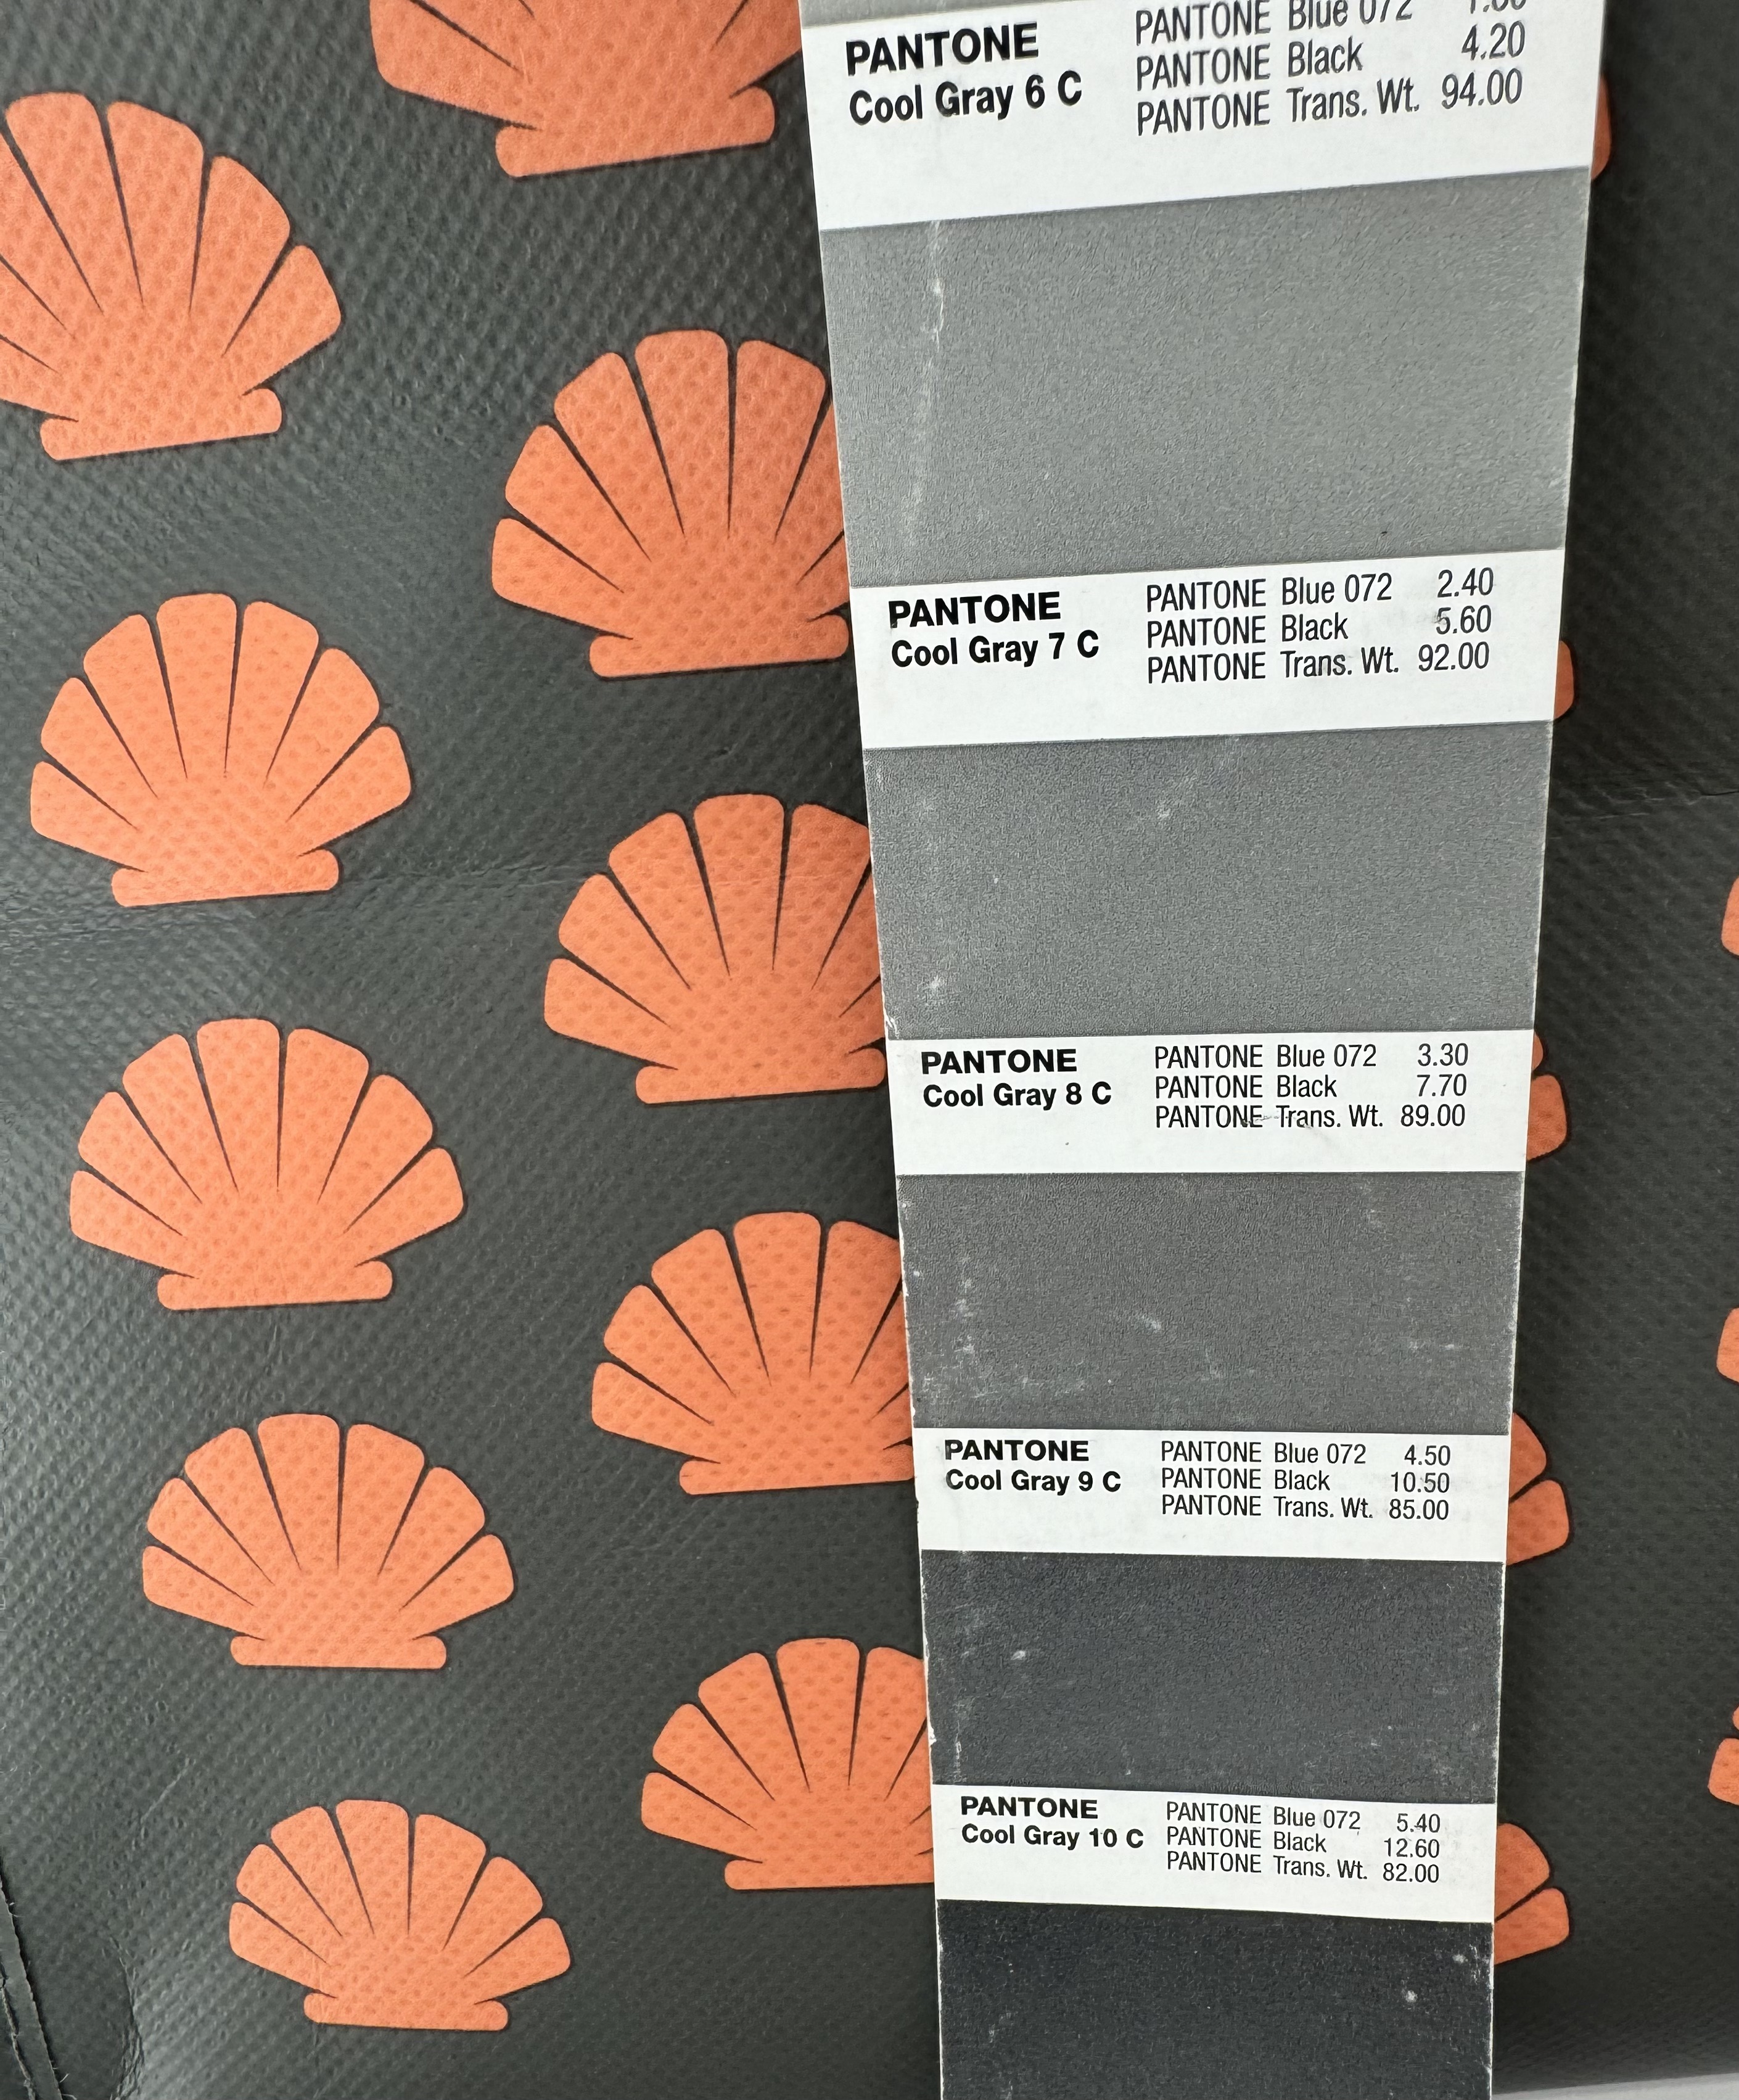 PANTONE
Cool Gray 6 C
PANTONE Blue 072
PANTONE Black 4.20
PANTONE Trans. Wt. 94.00
PANTONE
Cool Gray 7 C
PANTONE Blue 072 2.40
PANTONE Black 5.60
PANTONE Trans. Wt. 92.00
PANTONE
Cool Gray 8 C
PANTONE Blue 072 3.30
PANTONE Black 7.70
PANTONE Trans. Wt. 89.00
PANTONE
Cool Gray 9 C
PANTONE Blue 072 4.50
PANTONE Black 10.50
PANTONE Trans. Wt. 85.00
PANTONE
Cool Gray 10 C
PANTONE Blue 072 5.40
PANTONE Black 12.60
PANTONE Trans. Wt. 82.00